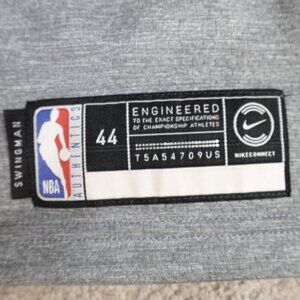 SWINGMAN
NBA
AUTHENTICS
44
ENGINEERED
TO THE EXACT SPECIFICATIONS
OF CHAMPIONSHIP ATHLETES
T5A54709US
NIKECONNECT